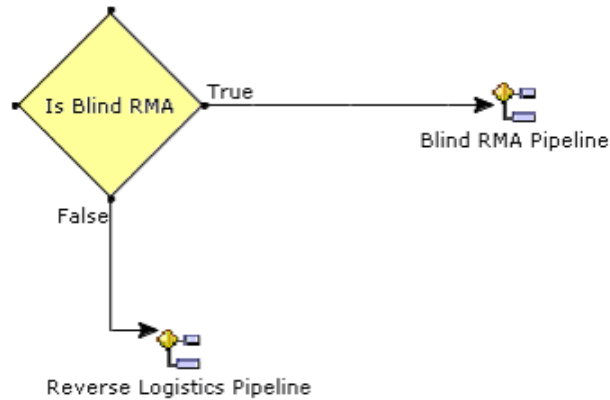 Is Blind RMA
True
Blind RMA Pipeline
False
Reverse Logistics Pipeline